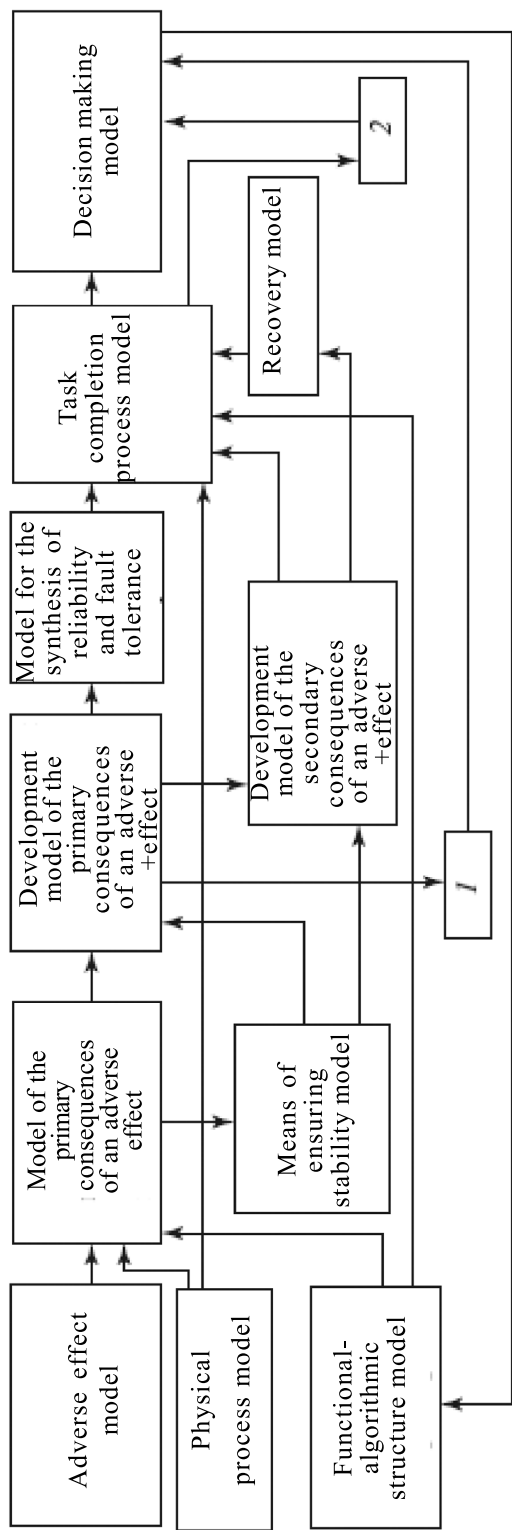 Adverse effect
model
Model of the
primary
consequences
of an adverse
effect
Development
model of the
primary
consequences
of an adverse
+effect
Model for the
synthesis of
reliability
and fault
tolerance
Task
completion
process model
Decision making
model
Physical
process model
Means of
ensuring
stability model
Development
model of the
secondary
consequences
of an adverse
+effect
Recovery model
2
Functional-
algorithmic
structure model
1